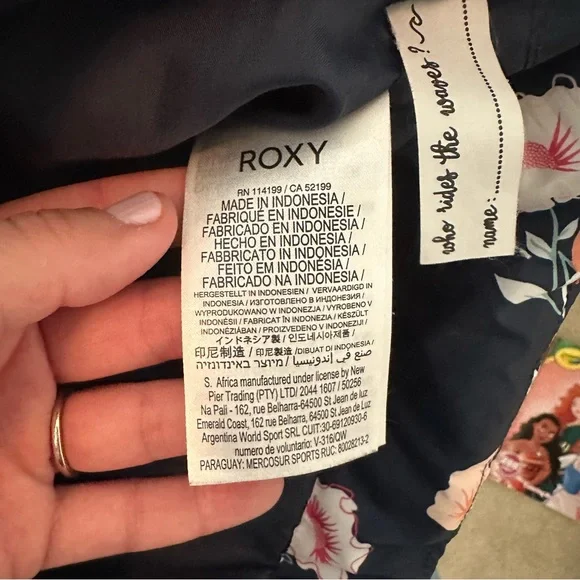 ROXY
RN 114199 / CA 52199
MADE IN INDONESIA /
FABRIQUÉ EN INDONÉSIE /
FABRICADO EN INDONESIA /
HECHO EN INDONESIA /
FABBRICATO IN INDONESIA /
FEITO EM INDONÉSIA /
FABRICADO NA INDONÉSIA /
HERGESTELLT IN INDONESIEN / VERVAARDIGD IN
INDONESIA / ИЗГОТОВЛЕНО В ИНДОНЕЗИИ /
WYPRODUKOWANO W INDONEZJI / VYROBENO V
INDONÉSII / FABRICAT ÎN INDONEZIA / KÉSZÜLT
INDONÉZIÁBAN / PROIZVEDENO V INDONEZIJI /
インドネシア製 / 인도네시아제품 /
印尼制造 / 印尼製造 / DIBUAT DI INDONESIA /
صنع في إندونيسيا / מיוצר באינדונזיה
S. Africa manufactured under license by New
Pier Trading (PTY) LTD/ 2044 1807 / 50256
Na Pali - 162, rue Belharra-64500 St Jean de Luz
Emerald Coast, 162 rue Belharra-64500 St Jean de Luz
Argentina World Sport SRL CUIT:30-69120930-6
numero de voluntario: V-316/QW
PARAGUAY: MERCOSUR SPORTS RUC: 80028213-2
who rides the waves?
name: